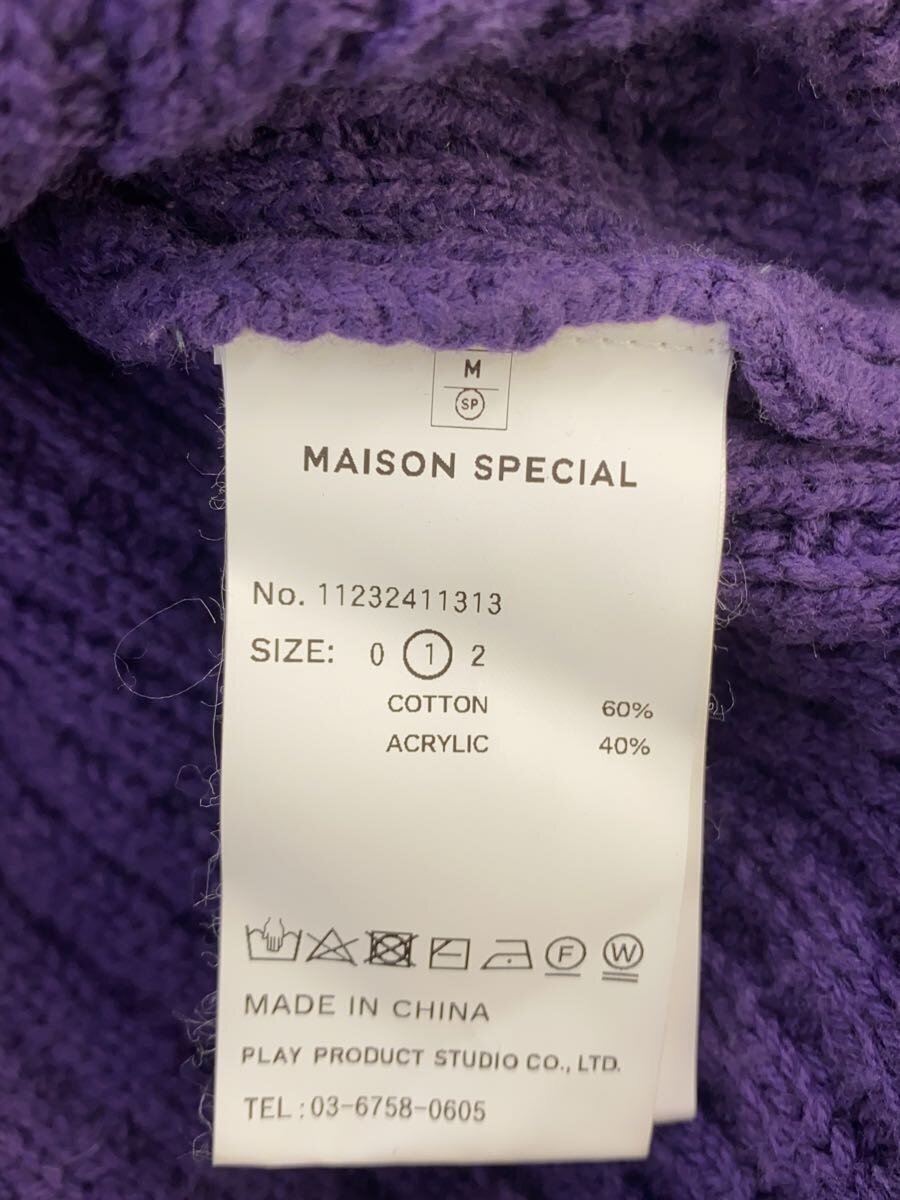 M
SP
MAISON SPECIAL
No. 11232411313
SIZE: 0 1 2
COTTON 60%
ACRYLIC 40%
F W
MADE IN CHINA
PLAY PRODUCT STUDIO CO., LTD.
TEL : 03-6758-0605